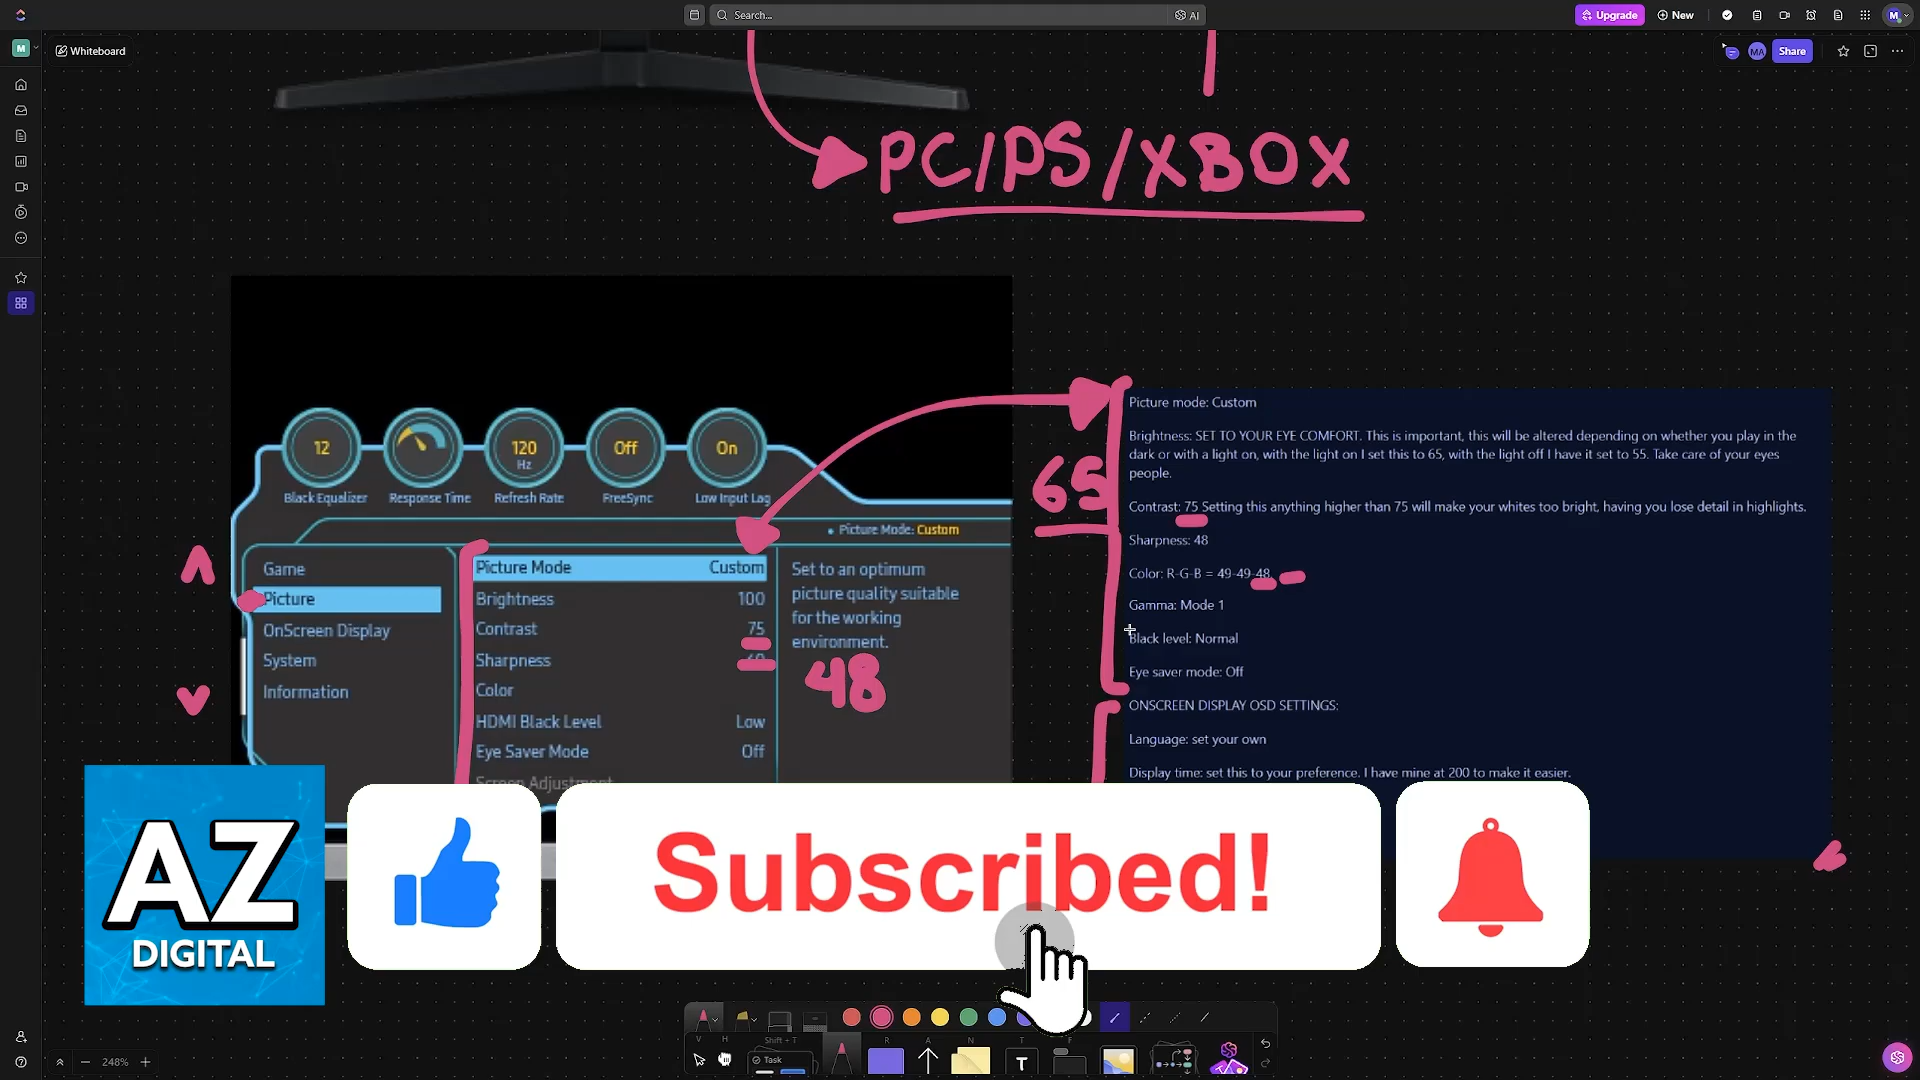 Search...
AI
Upgrade
New
M
M
Whiteboard
MA
Share
PC/PS/XBOX
12
120
Hz
Off
On
Black Equalizer
Response Time
Refresh Rate
FreeSync
Low Input Lag
Picture Mode: Custom
Game
Picture
OnScreen Display
System
Information
Picture Mode Custom
Brightness 100
Contrast 75
Sharpness
Color
HDMI Black Level Low
Eye Saver Mode Off
Screen Adjustment
Set to an optimum
picture quality suitable
for the working
environment.
48
65
Picture mode: Custom
Brightness: SET TO YOUR EYE COMFORT. This is important, this will be altered depending on whether you play in the
dark or with a light on, with the light on I set this to 65, with the light off I have it set to 55. Take care of your eyes
people.
Contrast: 75 Setting this anything higher than 75 will make your whites too bright, having you lose detail in highlights.
Sharpness: 48
Color: R-G-B = 49-49-48
Gamma: Mode 1
Black level: Normal
Eye saver mode: Off
ONSCREEN DISPLAY OSD SETTINGS:
Language: set your own
Display time: set this to your preference. I have mine at 200 to make it easier.
AZ
DIGITAL
Subscribed!
V
H
Shift + T
R
A
N
T
F
Task
T
248%